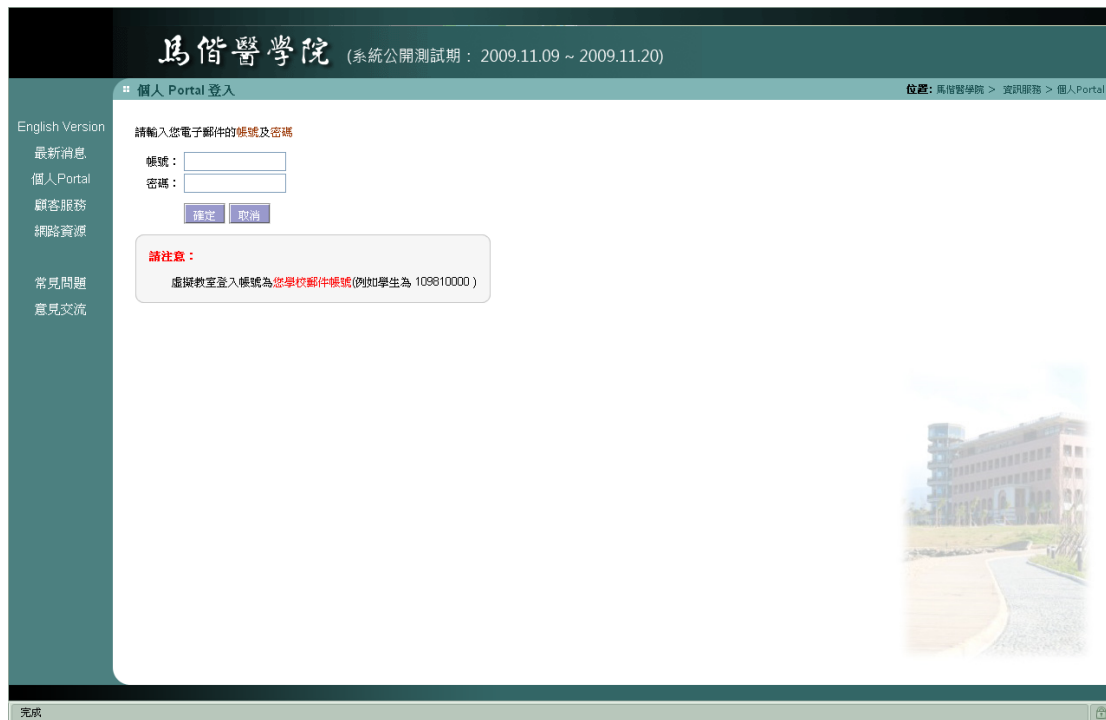 馬偕醫學院 (系統公開測試期： 2009.11.09 ~ 2009.11.20)
個人 Portal 登入
位置: 馬偕醫學院 > 資訊服務 > 個人Portal
English Version
最新消息
個人Portal
顧客服務
網路資源
常見問題
意見交流
請輸入您電子郵件的帳號及密碼
帳號：
密碼：
確定 取消
請注意：
虛擬教室登入帳號為您學校郵件帳號(例如學生為 109810000 )
完成